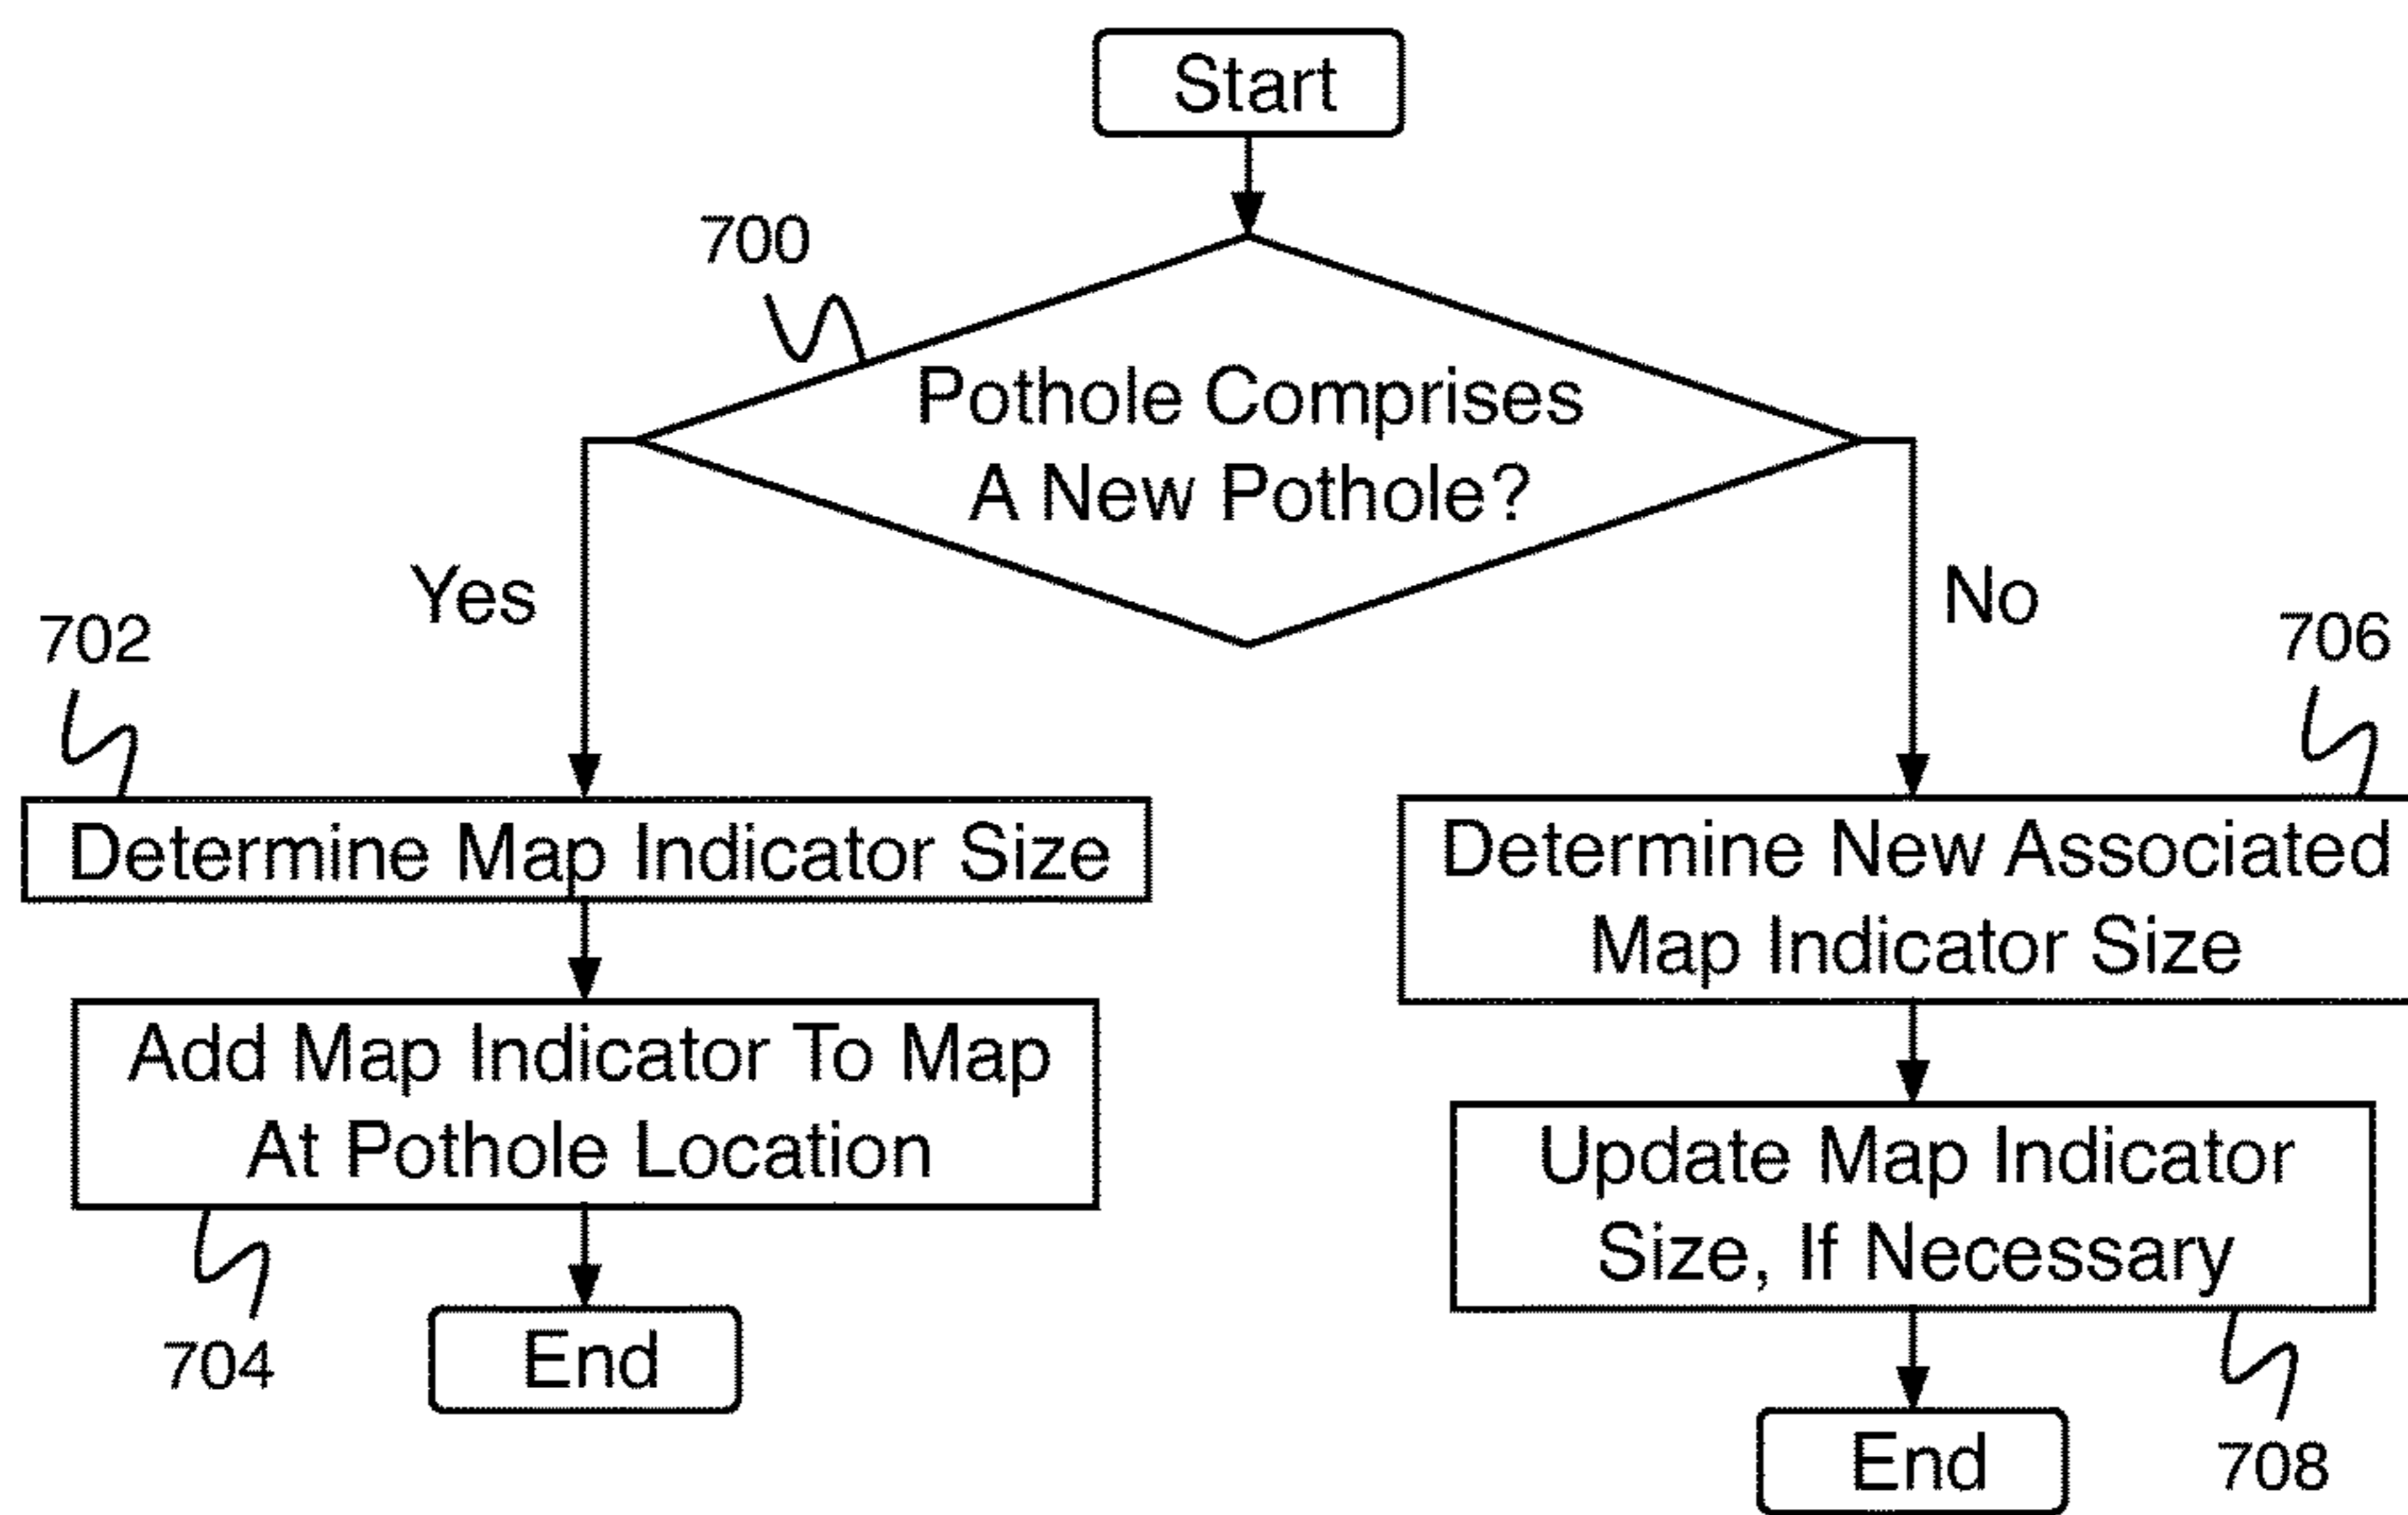 Start
700
Pothole Comprises
A New Pothole?
Yes
No
702
706
Determine Map Indicator Size
Determine New Associated
Map Indicator Size
Add Map Indicator To Map
At Pothole Location
Update Map Indicator
Size, If Necessary
704
End
End
708